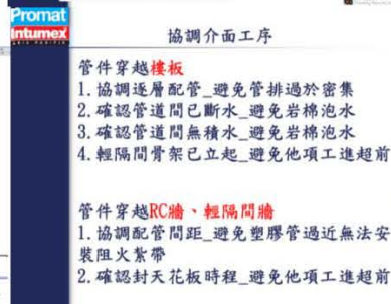 Promat
Intumex
ASIA PACIFIC
協調介面工序
管件穿越樓板
1. 協調逐層配管_避免管排過於密集
2. 確認管道間已斷水_避免岩棉泡水
3. 確認管道間無積水_避免岩棉泡水
4. 輕隔間骨架已立起_避免他項工進超前
管件穿越RC牆、輕隔間牆
1. 協調配管間距_避免塑膠管過近無法安
裝阻火紮帶
2. 確認封天花板時程_避免他項工進超前